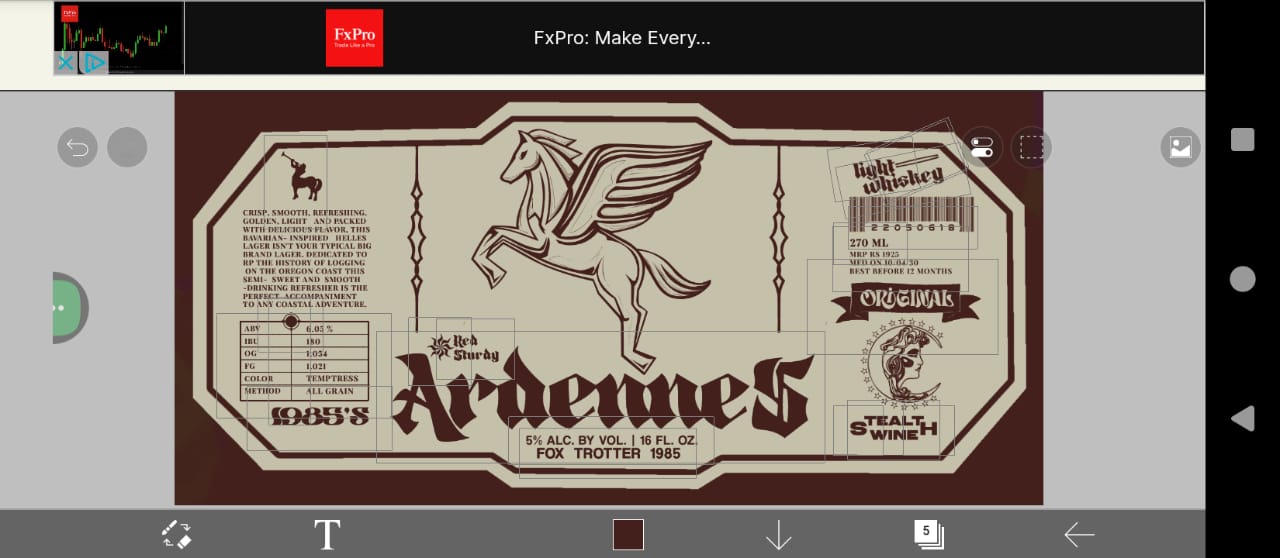 FxPro
Trade Like a Pro
FxPro: Make Every...
CRISP, SMOOTH, REFRESHING,
GOLDEN, LIGHT AND PACKED
WITH DELICIOUS FLAVOR, THIS
BAVARIAN- INSPIRED HELLES
LAGER ISN'T YOUR TYPICAL BIG
BRAND LAGER. DEDICATED TO
RP THE HISTORY OF LOGGING
ON THE OREGON COAST THIS
SEMI- SWEET AND SMOOTH
-DRINKING REFRESHER IS THE
PERFECT ACCOMPANIMENT
TO ANY COASTAL ADVENTURE.
ABV 6.05 %
IBU 180
OG 1,054
FG 1,021
COLOR TEMPTRESS
METHOD ALL GRAIN
1985'S
Red
Sturdy
ArdenneS
5% ALC. BY VOL. | 16 FL. OZ.
FOX TROTTER 1985
light
whiskey
22050618
270 ML
MRP RS 1925
MFD ON 10/04/30
BEST BEFORE 12 MONTHS
ORIGINAL
STEALTH
WINE
T
5